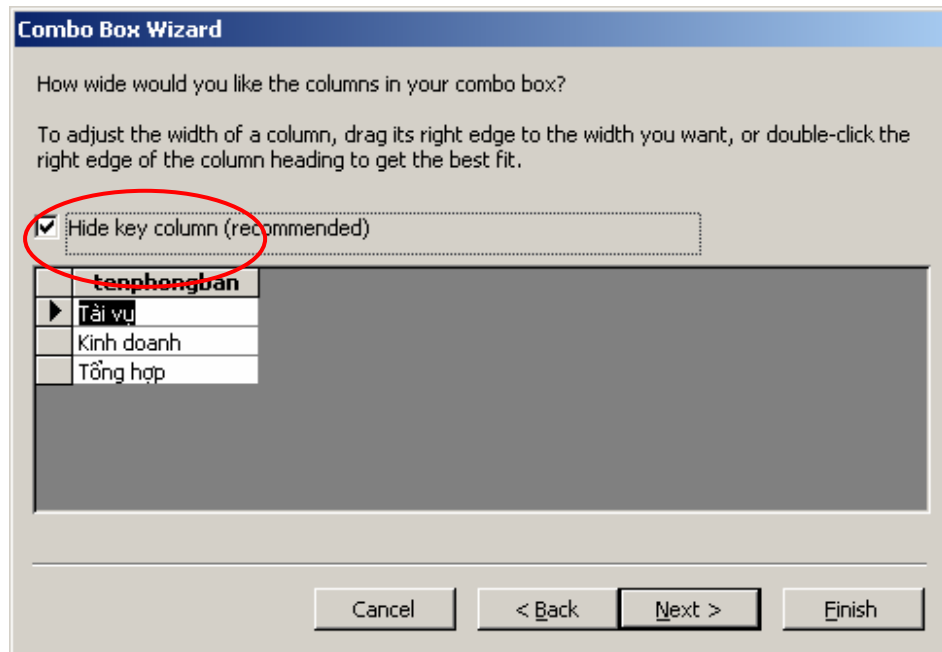 Combo Box Wizard
How wide would you like the columns in your combo box?
To adjust the width of a column, drag its right edge to the width you want, or double-click the
right edge of the column heading to get the best fit.
Hide key column (recommended)
tenphongban
Tài vụ
Kinh doanh
Tổng hợp
Cancel
< Back
Next >
Finish